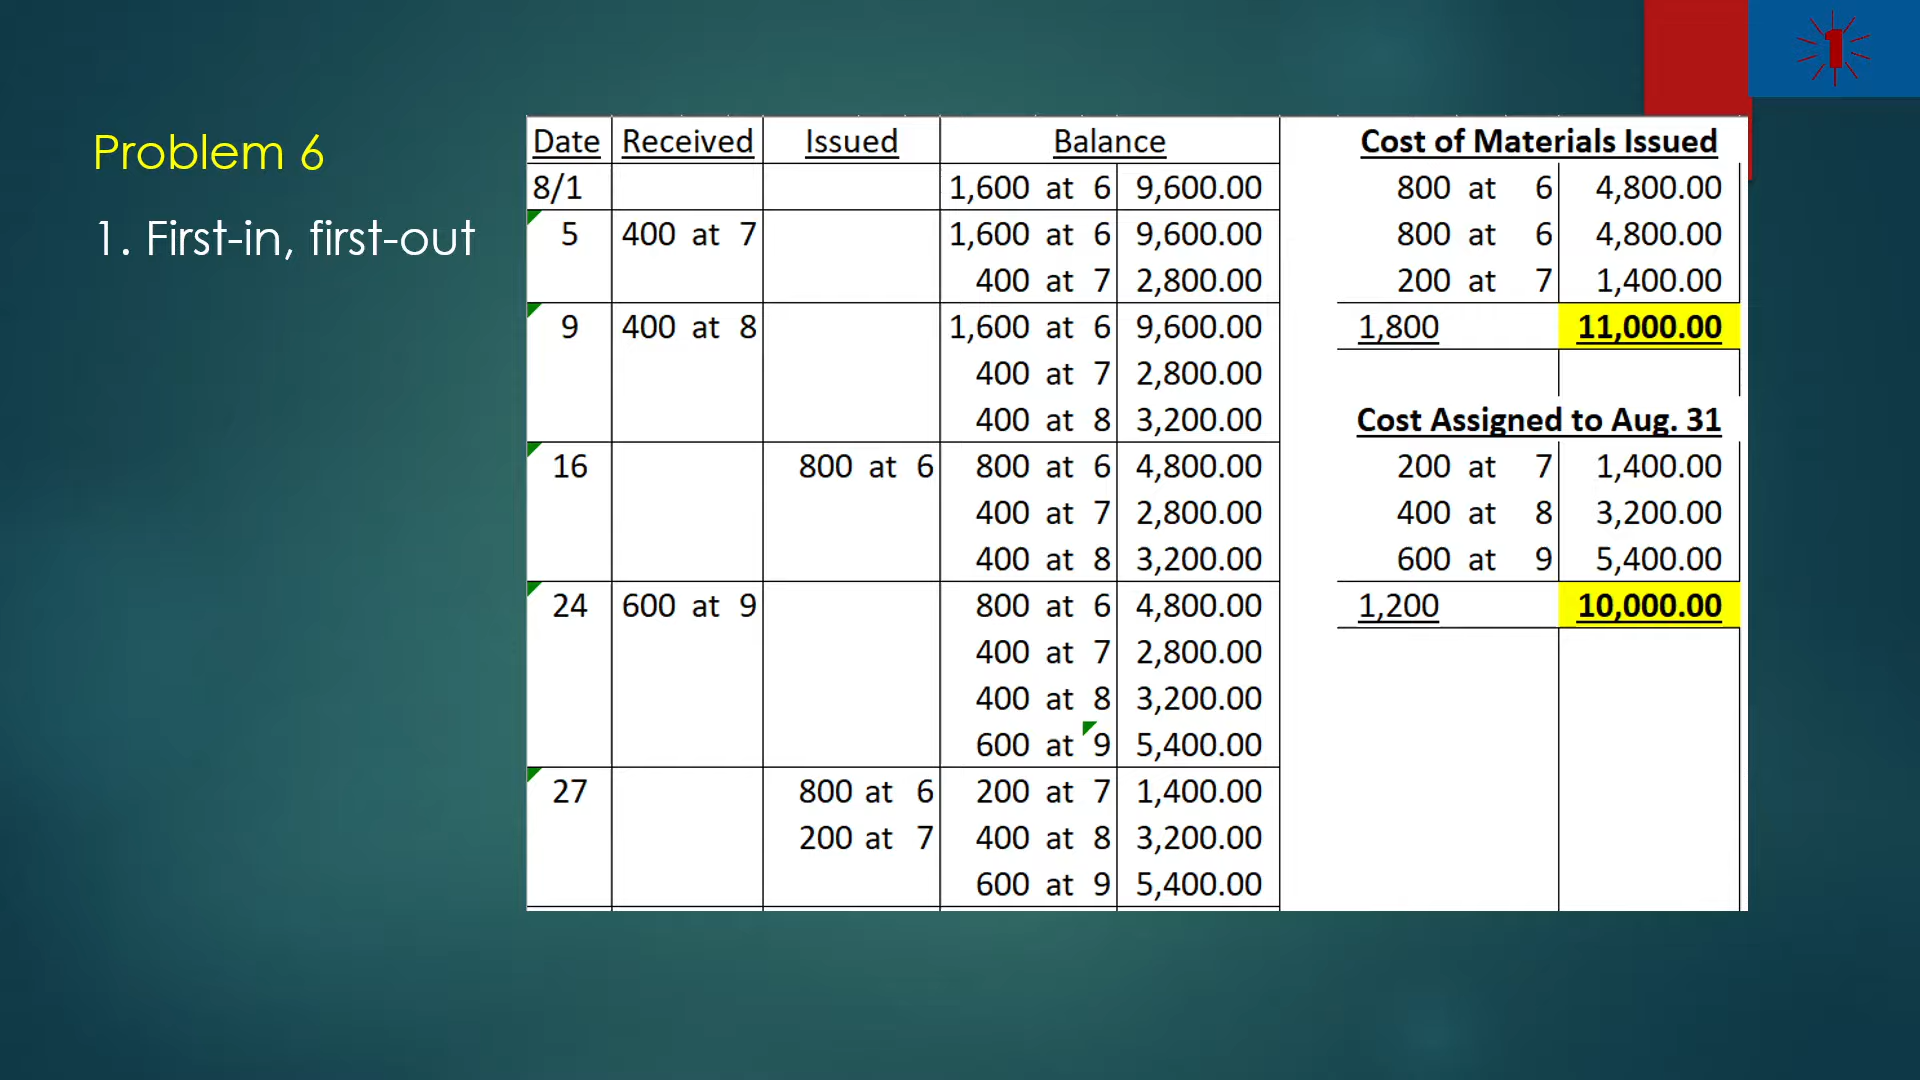 1
Problem 6
1. First-in, first-out
Date Received Issued Balance Cost of Materials Issued
8/1 1,600 at 6 9,600.00 800 at 6 4,800.00
5 400 at 7 1,600 at 6 9,600.00 800 at 6 4,800.00
400 at 7 2,800.00 200 at 7 1,400.00
9 400 at 8 1,600 at 6 9,600.00 1,800 11,000.00
400 at 7 2,800.00
400 at 8 3,200.00 Cost Assigned to Aug. 31
16 800 at 6 800 at 6 4,800.00 200 at 7 1,400.00
400 at 7 2,800.00 400 at 8 3,200.00
400 at 8 3,200.00 600 at 9 5,400.00
24 600 at 9 800 at 6 4,800.00 1,200 10,000.00
400 at 7 2,800.00
400 at 8 3,200.00
600 at 9 5,400.00
27 800 at 6 200 at 7 1,400.00
200 at 7 400 at 8 3,200.00
600 at 9 5,400.00